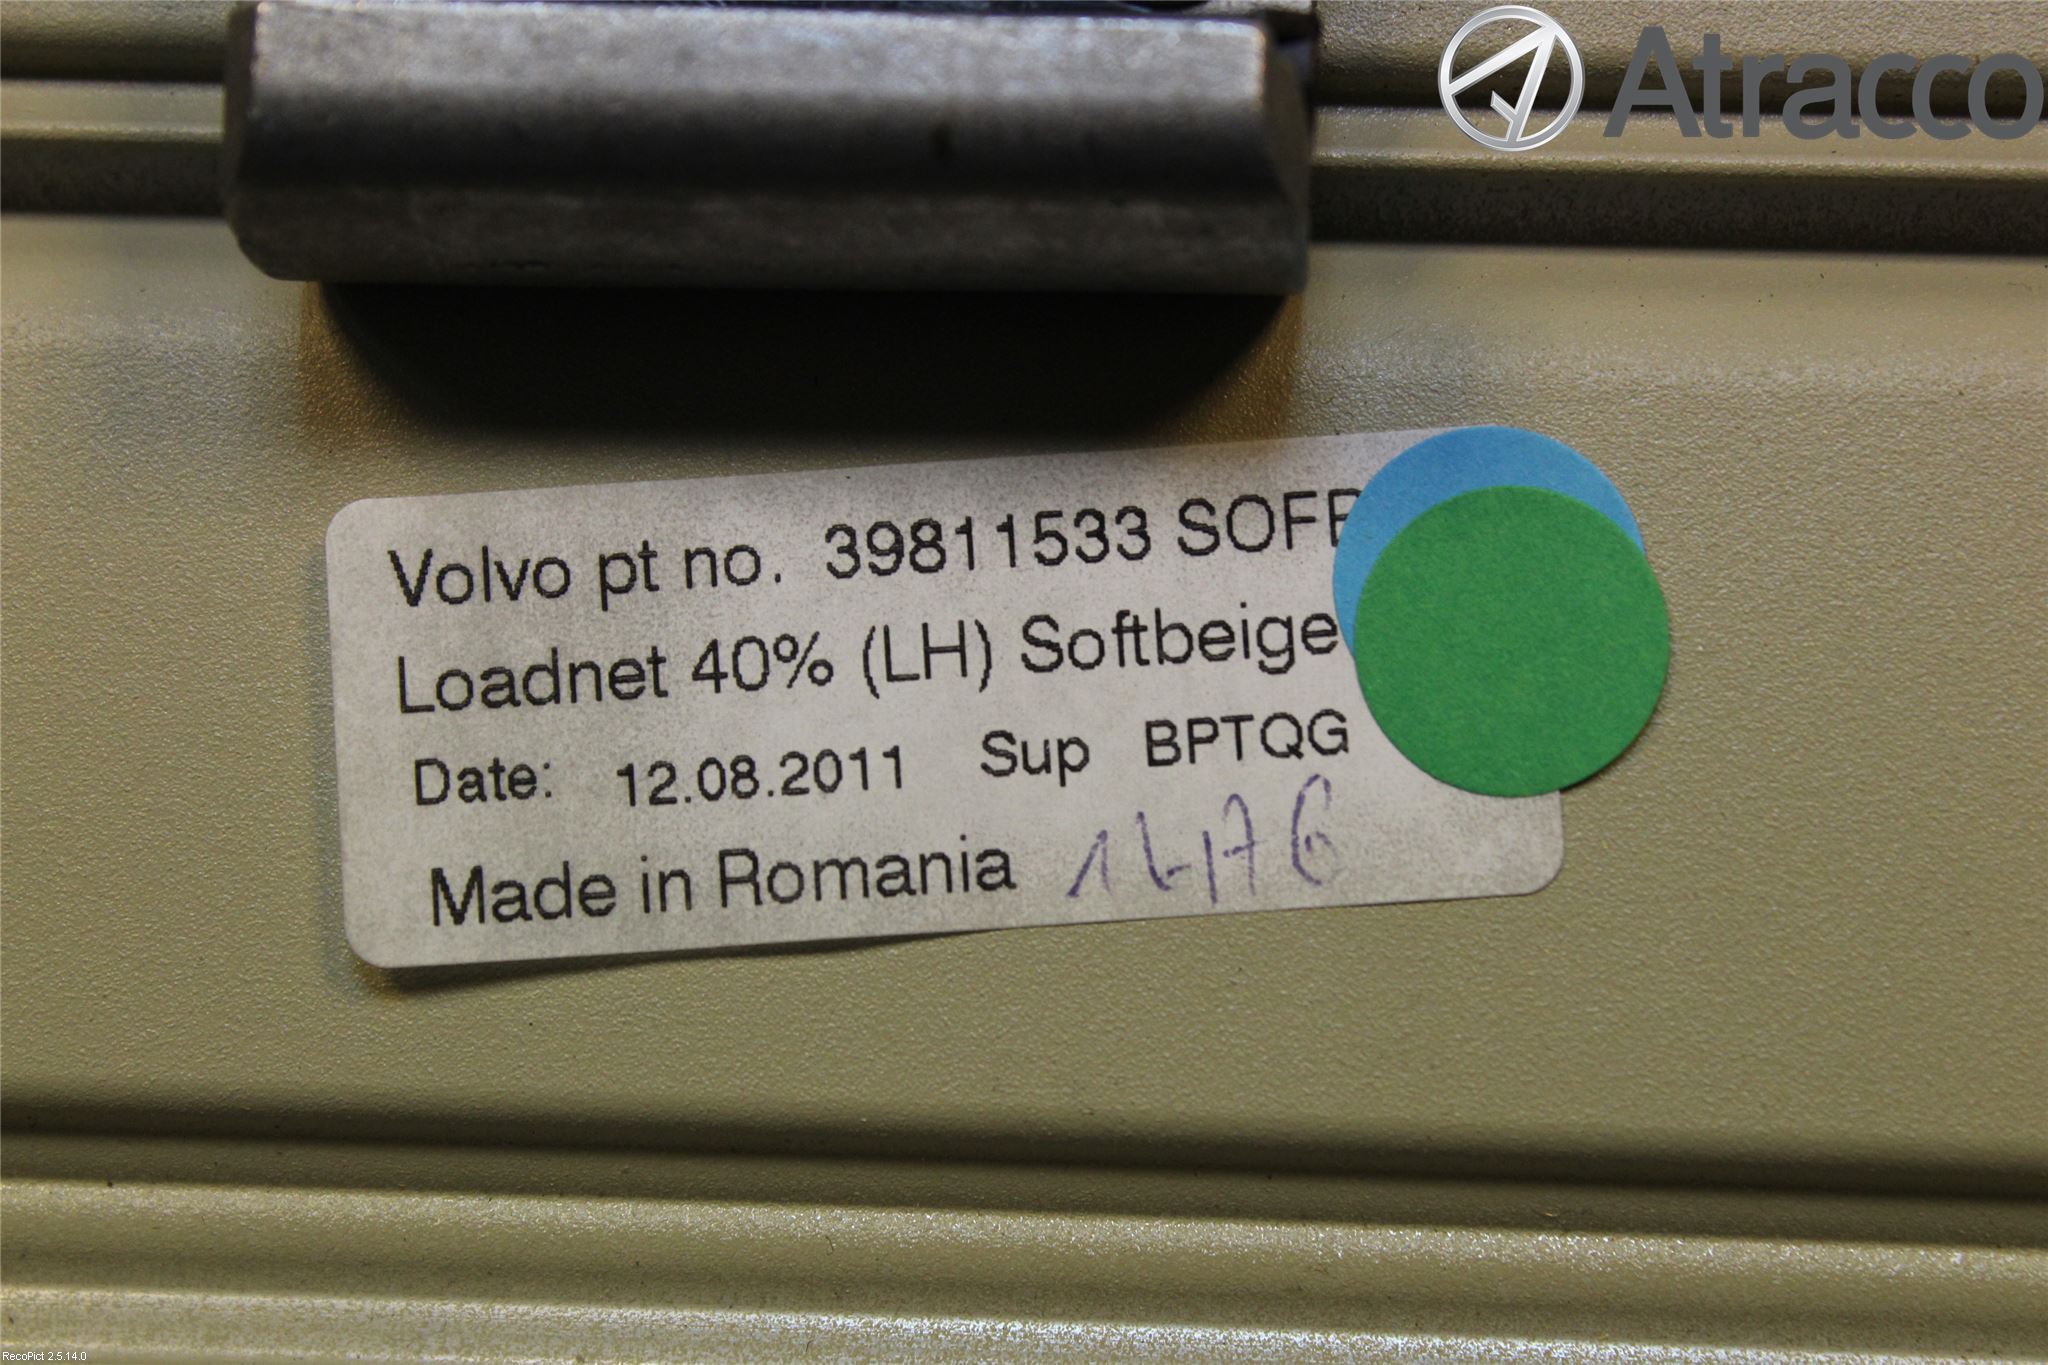 Atracco
Volvo pt no. 39811533 SOFB
Loadnet 40% (LH) Softbeige
Date: 12.08.2011 Sup BPTQG
Made in Romania
RecoPict 2.5.14.0